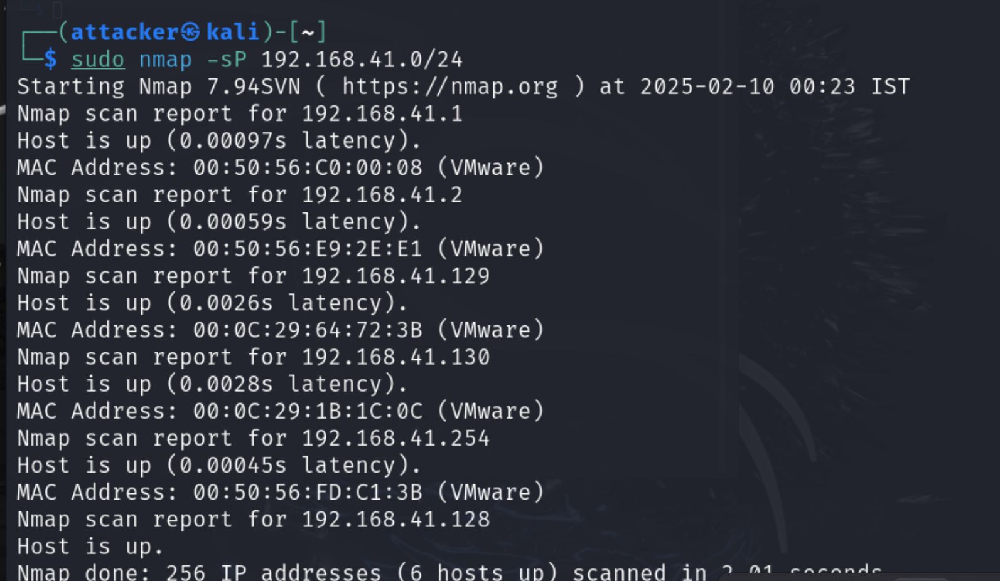 ┌──(attacker㉿kali)-[~]
└─$ sudo nmap -sP 192.168.41.0/24
Starting Nmap 7.94SVN ( https://nmap.org ) at 2025-02-10 00:23 IST
Nmap scan report for 192.168.41.1
Host is up (0.00097s latency).
MAC Address: 00:50:56:C0:00:08 (VMware)
Nmap scan report for 192.168.41.2
Host is up (0.00059s latency).
MAC Address: 00:50:56:E9:2E:E1 (VMware)
Nmap scan report for 192.168.41.129
Host is up (0.0026s latency).
MAC Address: 00:0C:29:64:72:3B (VMware)
Nmap scan report for 192.168.41.130
Host is up (0.0028s latency).
MAC Address: 00:0C:29:1B:1C:0C (VMware)
Nmap scan report for 192.168.41.254
Host is up (0.00045s latency).
MAC Address: 00:50:56:FD:C1:3B (VMware)
Nmap scan report for 192.168.41.128
Host is up.
Nmap done: 256 IP addresses (6 hosts up) scanned in 2.01 seconds